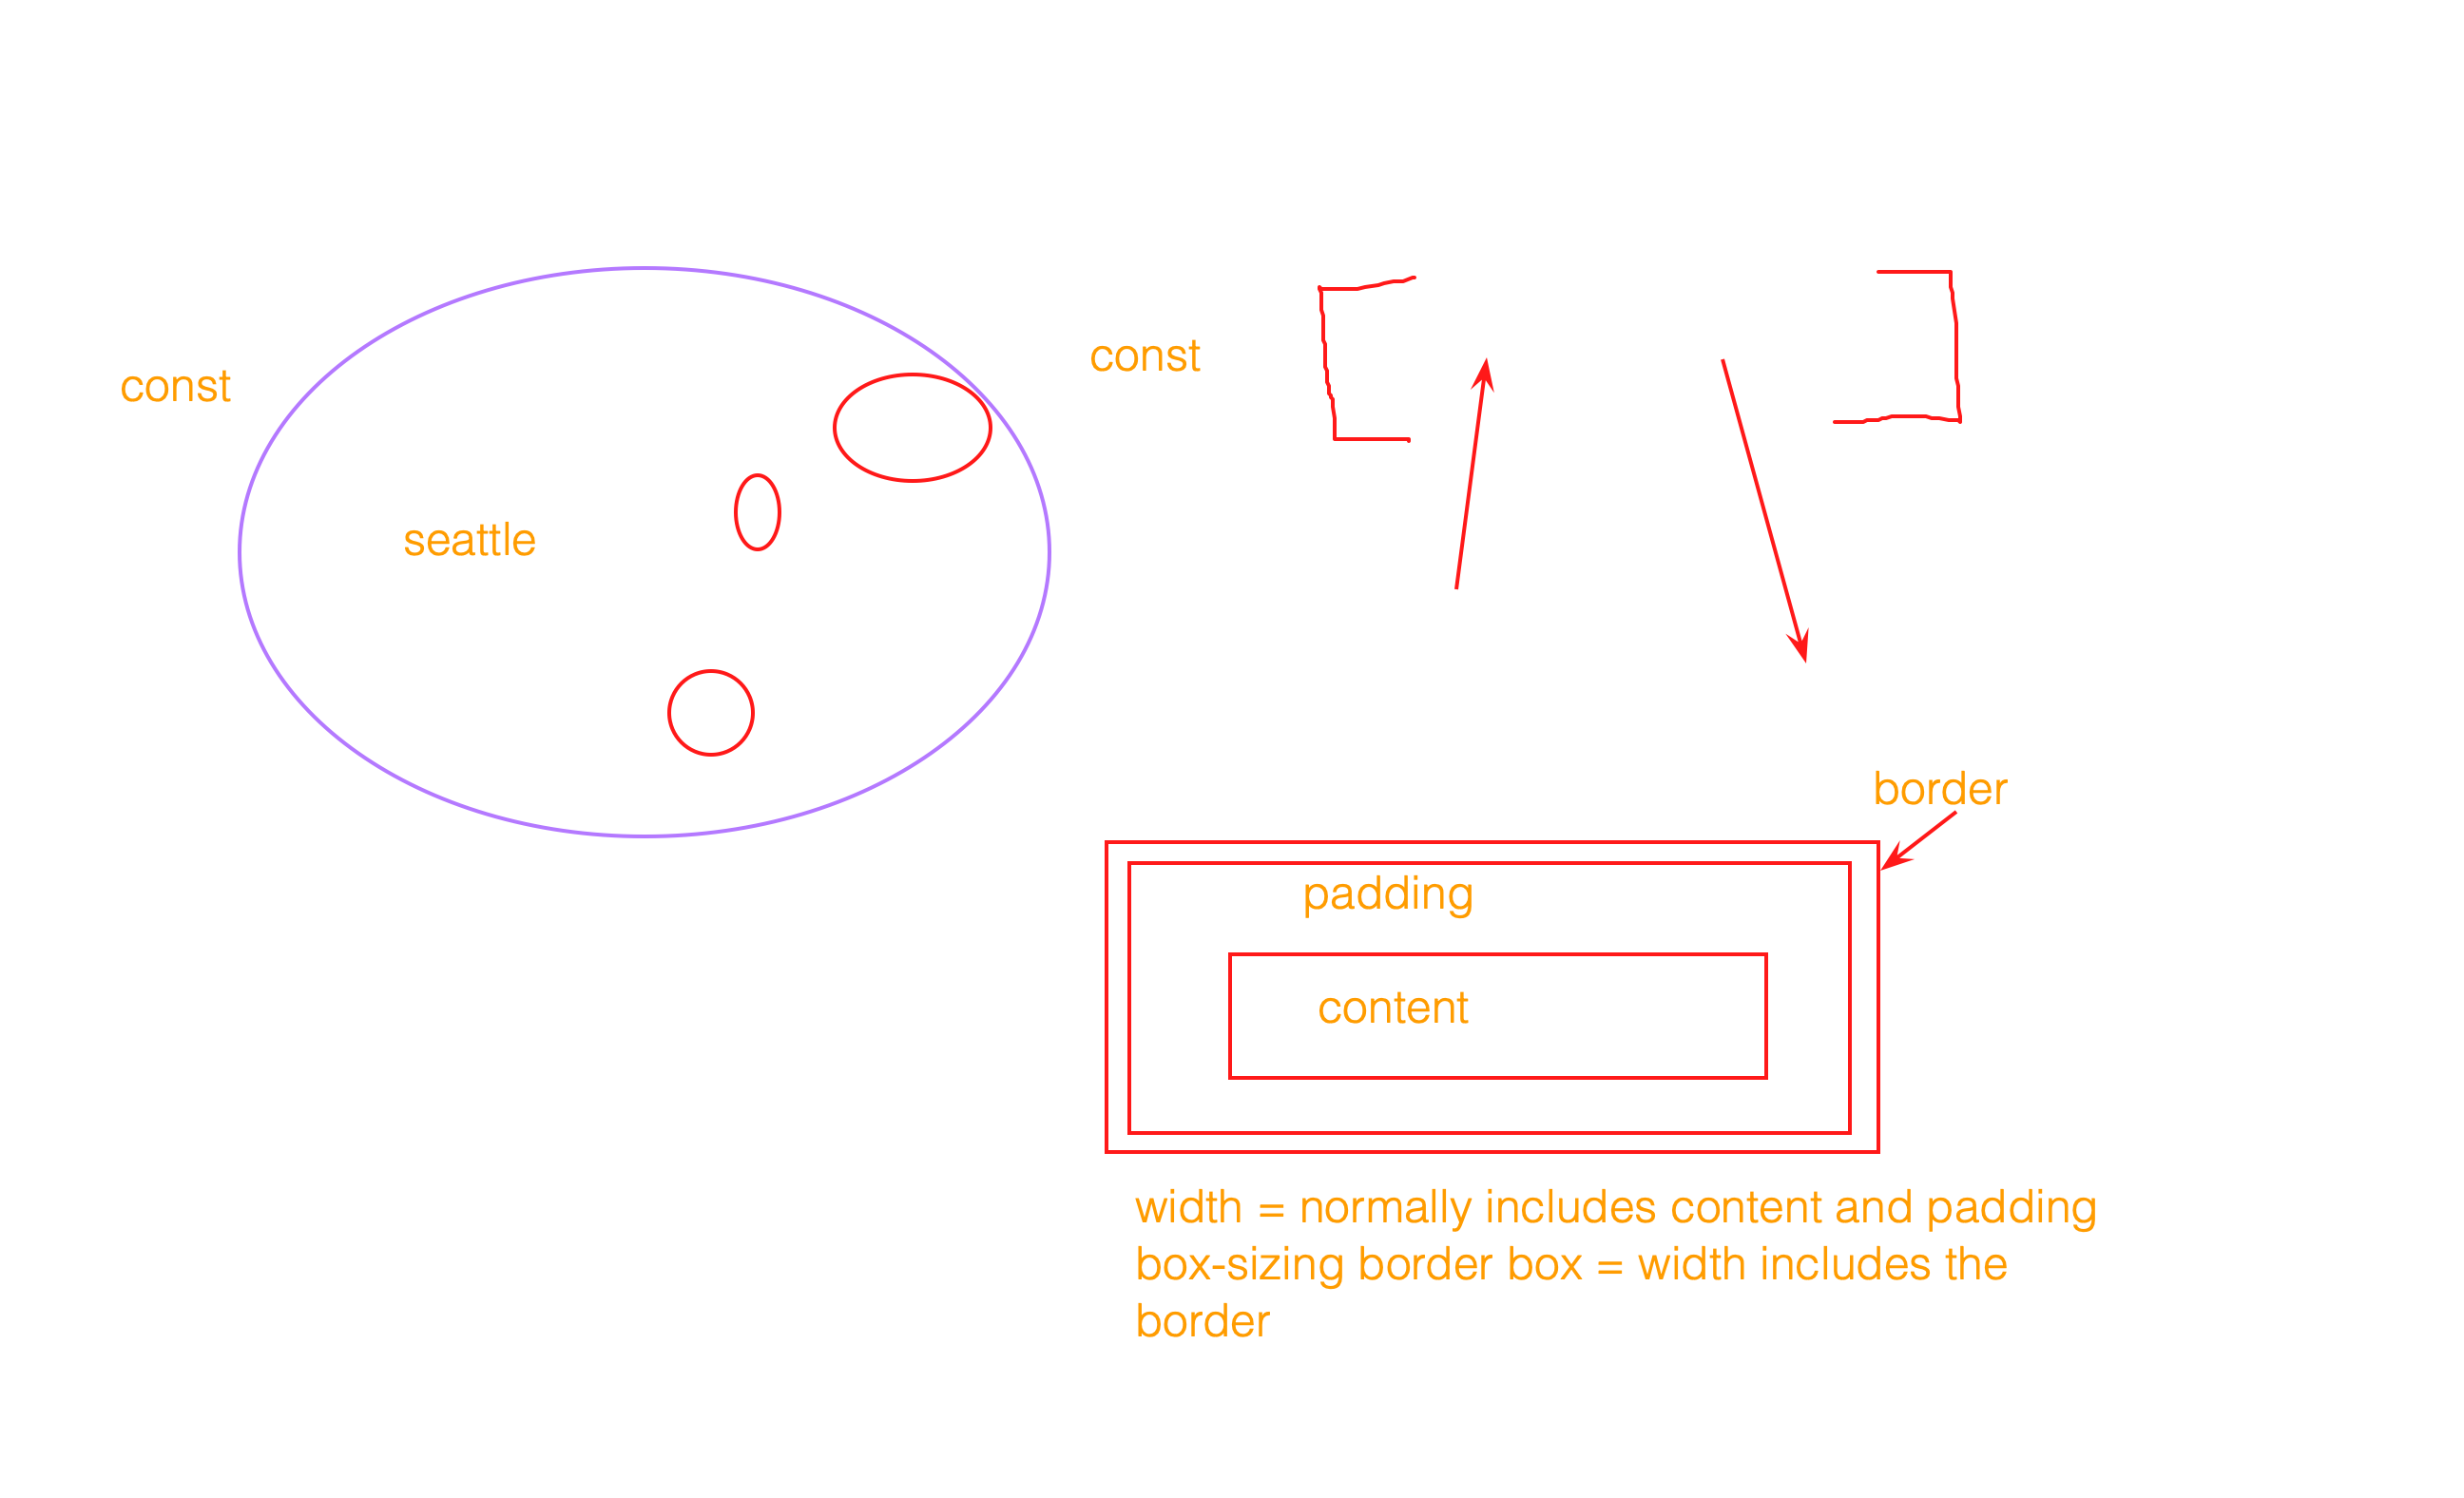 const
const
seattle
border
padding
content
width = normally includes content and padding
box-sizing border box = width includes the
border